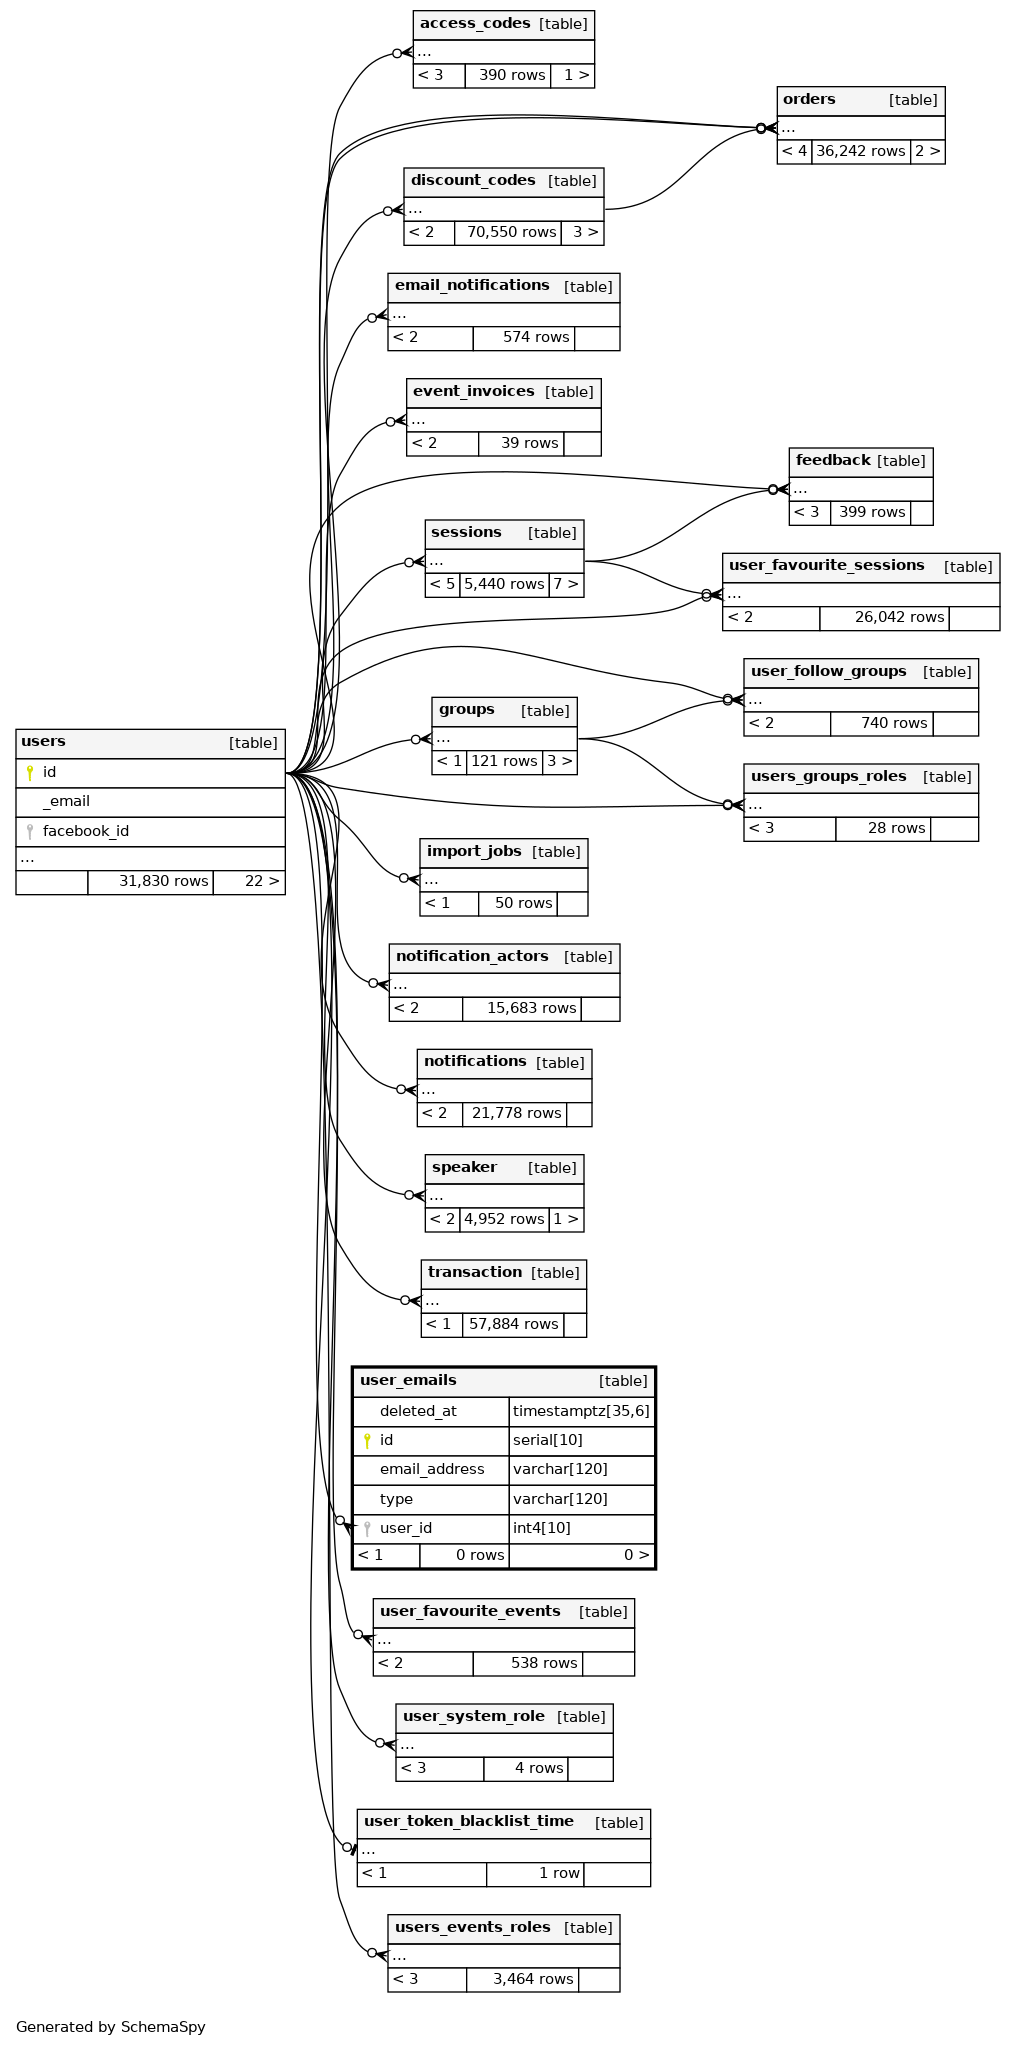 access_codes [table]
...
< 3 390 rows 1 >
orders [table]
...
< 4 36,242 rows 2 >
discount_codes [table]
...
< 2 70,550 rows 3 >
email_notifications [table]
...
< 2 574 rows
event_invoices [table]
...
< 2 39 rows
feedback [table]
...
< 3 399 rows
sessions [table]
...
< 5 5,440 rows 7 >
user_favourite_sessions [table]
...
< 2 26,042 rows
user_follow_groups [table]
...
< 2 740 rows
groups [table]
...
< 1 121 rows 3 >
users [table]
id
_email
facebook_id
...
31,830 rows 22 >
users_groups_roles [table]
...
< 3 28 rows
import_jobs [table]
...
< 1 50 rows
notification_actors [table]
...
< 2 15,683 rows
notifications [table]
...
< 2 21,778 rows
speaker [table]
...
< 2 4,952 rows 1 >
transaction [table]
...
< 1 57,884 rows
user_emails [table]
deleted_at timestamptz[35,6]
id serial[10]
email_address varchar[120]
type varchar[120]
user_id int4[10]
< 1 0 rows 0 >
user_favourite_events [table]
...
< 2 538 rows
user_system_role [table]
...
< 3 4 rows
user_token_blacklist_time [table]
...
< 1 1 row
users_events_roles [table]
...
< 3 3,464 rows
Generated by SchemaSpy